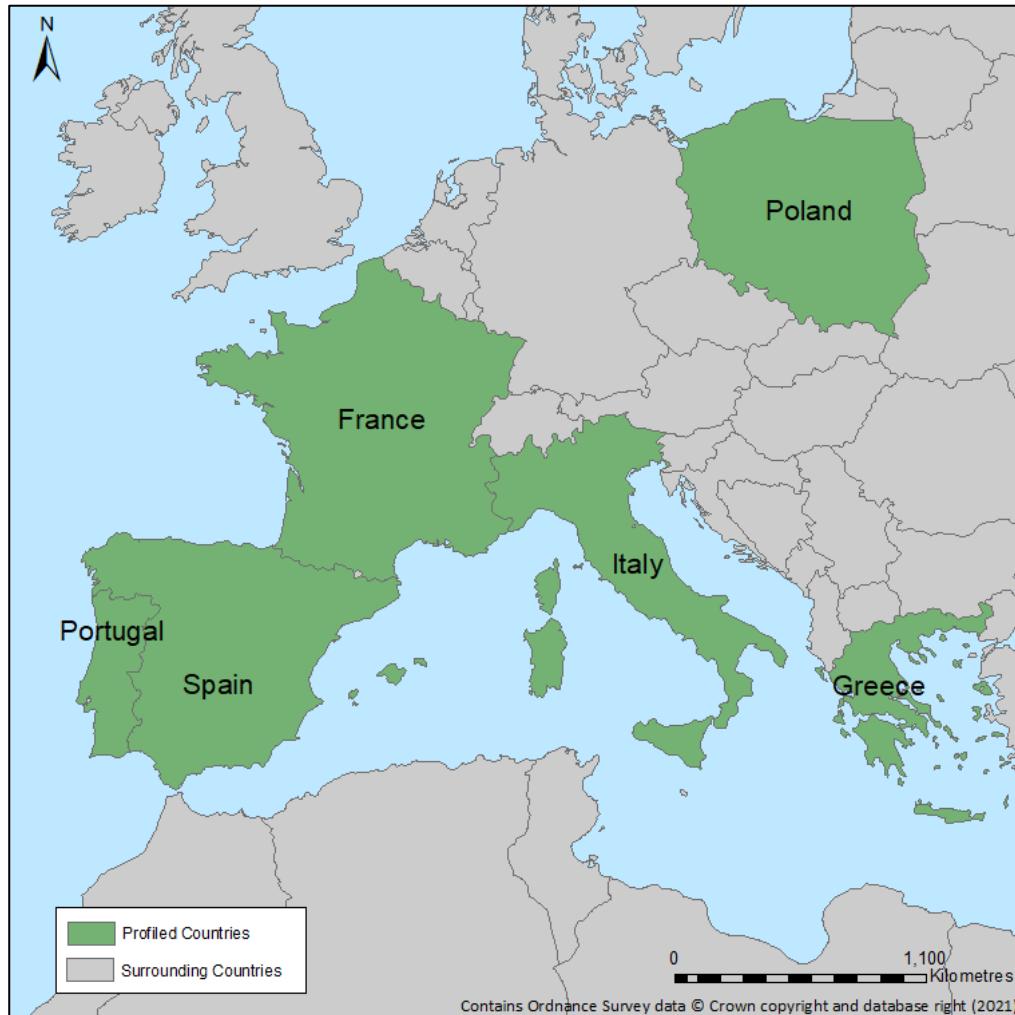 N
Poland
France
Italy
Portugal
Spain
Greece
Profiled Countries
Surrounding Countries
0 1,100
Kilometres
Contains Ordnance Survey data © Crown copyright and database right (2021)